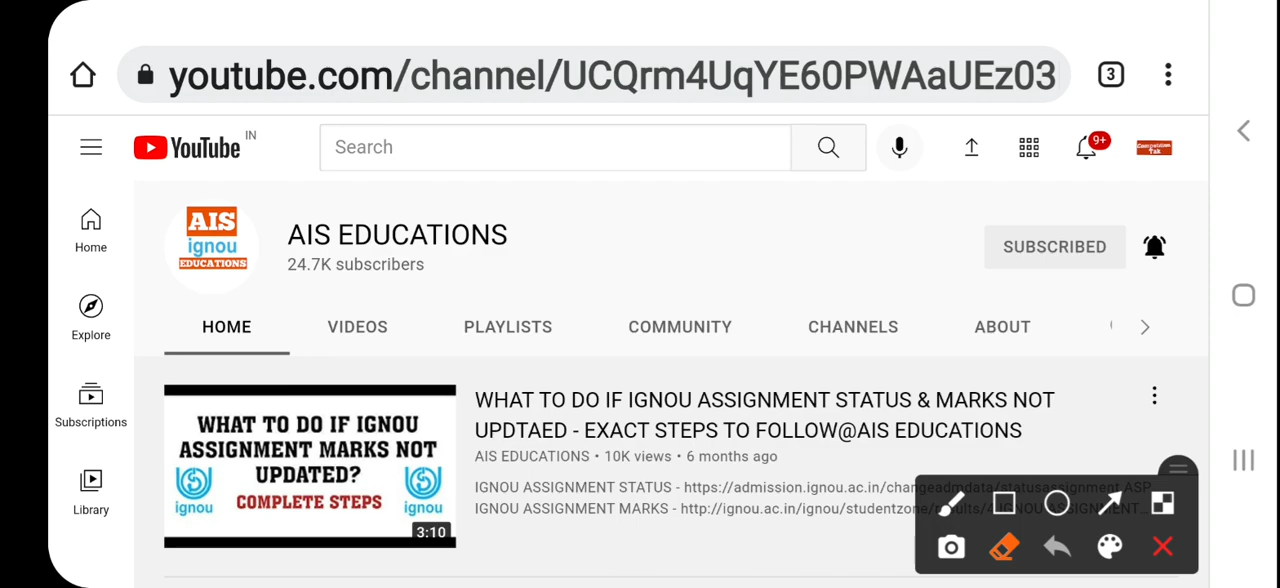 youtube.com/channel/UCQrm4UqYE60PWAaUEz03
3
YouTube IN
Search
9+
Home
Explore
Subscriptions
Library
AIS
ignou
EDUCATIONS
AIS EDUCATIONS
24.7K subscribers
SUBSCRIBED
HOME VIDEOS PLAYLISTS COMMUNITY CHANNELS ABOUT
WHAT TO DO IF IGNOU
ASSIGNMENT MARKS NOT
UPDATED?
COMPLETE STEPS
ignou ignou
3:10
WHAT TO DO IF IGNOU ASSIGNMENT STATUS & MARKS NOT
UPDTAED - EXACT STEPS TO FOLLOW@AIS EDUCATIONS
AIS EDUCATIONS • 10K views • 6 months ago
IGNOU ASSIGNMENT STATUS - https://admission.ignou.ac.in/changeadmdata/statusassignment.ASP
IGNOU ASSIGNMENT MARKS - http://ignou.ac.in/ignou/studentzone/results/4